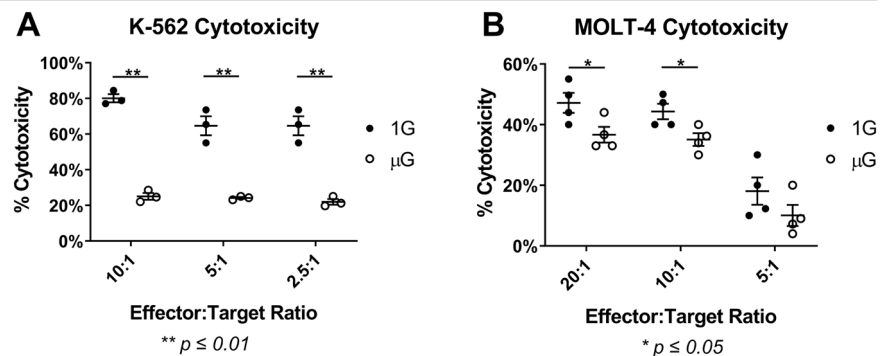 A
K-562 Cytotoxicity
100%
80%
60%
40%
20%
0%
% Cytotoxicity
**
**
**
1G
μG
10:1
5:1
2.5:1
Effector:Target Ratio
** p ≤ 0.01
B
MOLT-4 Cytotoxicity
60%
40%
20%
0%
% Cytotoxicity
*
*
1G
μG
20:1
10:1
5:1
Effector:Target Ratio
* p ≤ 0.05